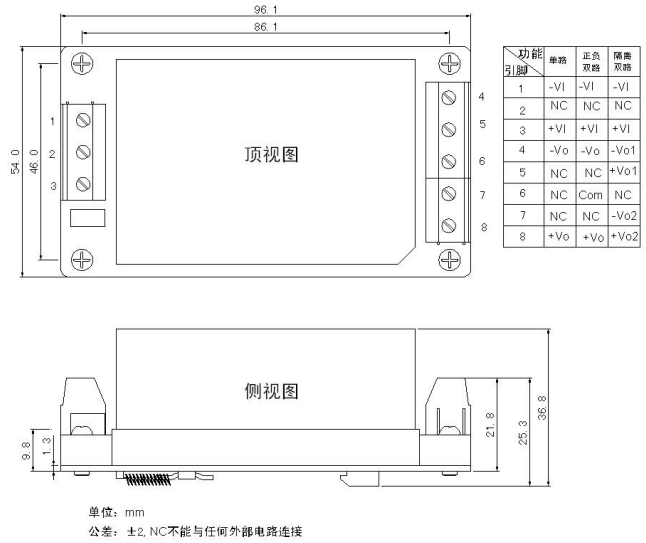 96.1
86.1
54.0
46.0
1
2
3
顶视图
4
5
6
7
8
功能
引脚 单路 正负双路 隔离双路
1 -VI -VI -VI
2 NC NC NC
3 +VI +VI +VI
4 -Vo -Vo -Vo1
5 NC NC +Vo1
6 NC Com NC
7 NC NC -Vo2
8 +Vo +Vo +Vo2
侧视图
9.8
1.3
21.8
25.3
36.8
单位：mm
公差：±2, NC不能与任何外部电路连接